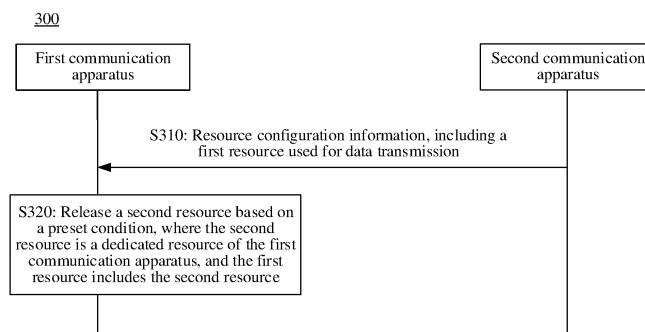 300
First communication
apparatus
Second communication
apparatus
S310: Resource configuration information, including a
first resource used for data transmission
S320: Release a second resource based on
a preset condition, where the second
resource is a dedicated resource of the first
communication apparatus, and the first
resource includes the second resource